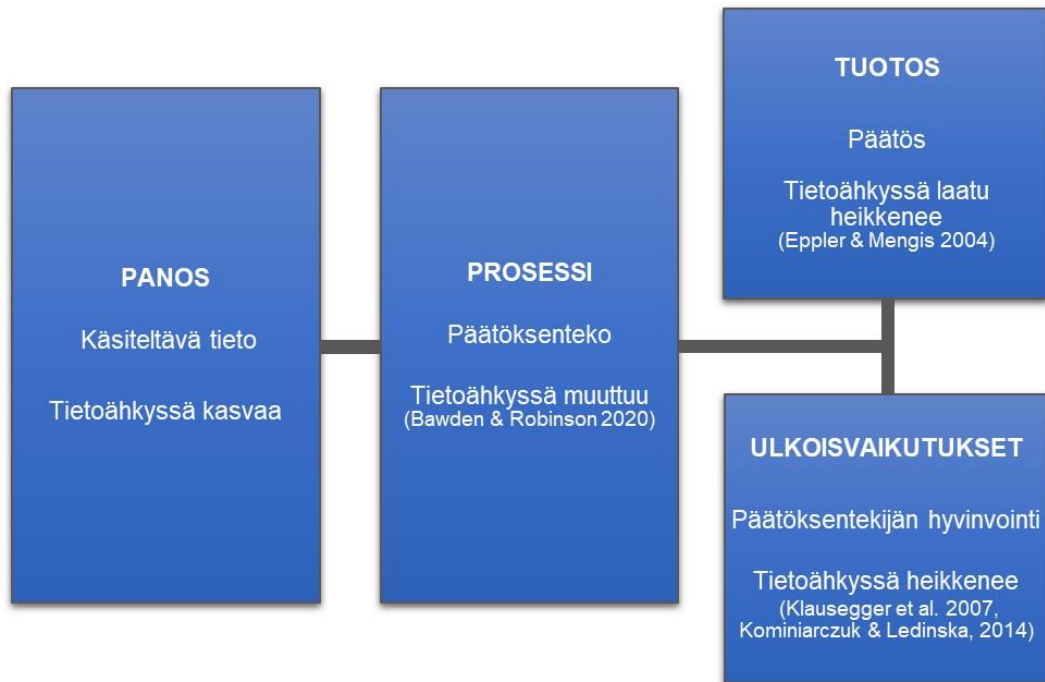 PANOS
Käsiteltävä tieto
Tietoähkyssä kasvaa
PROSESSI
Päätöksenteko
Tietoähkyssä muuttuu
(Bawden & Robinson 2020)
TUOTOS
Päätös
Tietoähkyssä laatu
heikkenee
(Eppler & Mengis 2004)
ULKOISVAIKUTUKSET
Päätöksentekijän hyvinvointi
Tietoähkyssä heikkenee
(Klausegger et al. 2007,
Kominiarczuk & Ledinska, 2014)